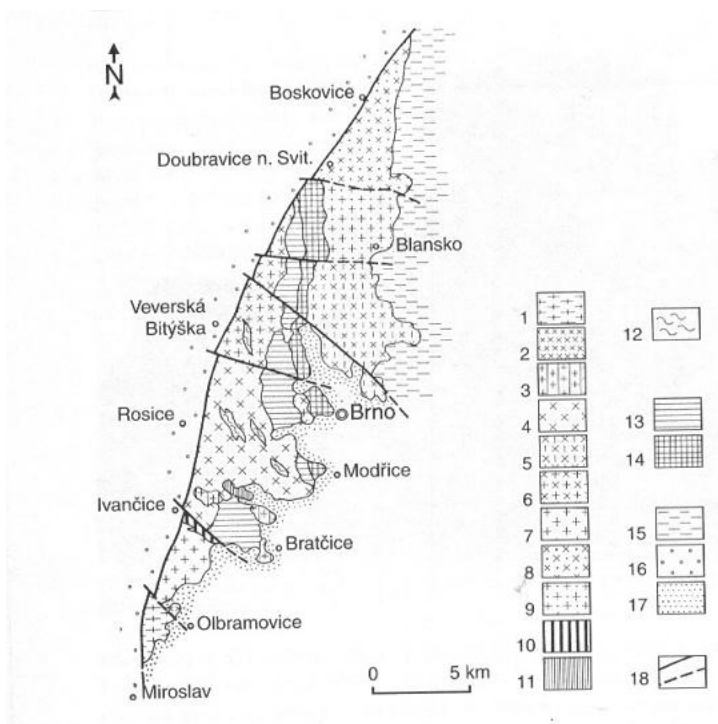 N
Boskovice
Doubravice n. Svit.
Blansko
Veverská
Bitýška
Rosice
Brno
Modřice
Ivančice
Bratčice
Olbramovice
Miroslav
0 5 km
1
2
3
4
5
6
7
8
9
10
11
12
13
14
15
16
17
18